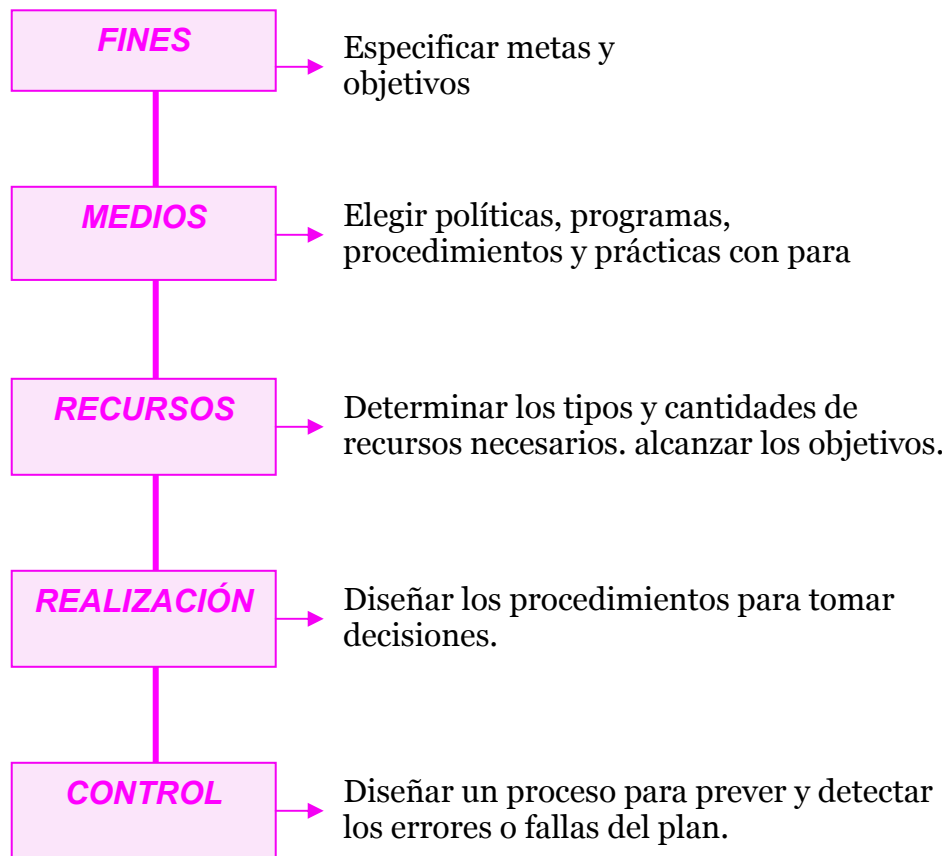 FINES
Especificar metas y
objetivos
MEDIOS
Elegir políticas, programas,
procedimientos y prácticas con para
RECURSOS
Determinar los tipos y cantidades de
recursos necesarios. alcanzar los objetivos.
REALIZACIÓN
Diseñar los procedimientos para tomar
decisiones.
CONTROL
Diseñar un proceso para prever y detectar
los errores o fallas del plan.